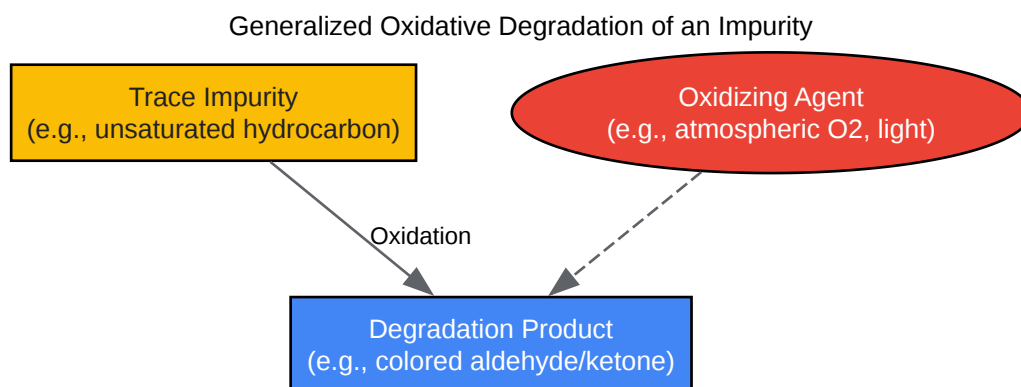 Generalized Oxidative Degradation of an Impurity
Trace Impurity
(e.g., unsaturated hydrocarbon)
Oxidizing Agent
(e.g., atmospheric O2, light)
Oxidation
Degradation Product
(e.g., colored aldehyde/ketone)